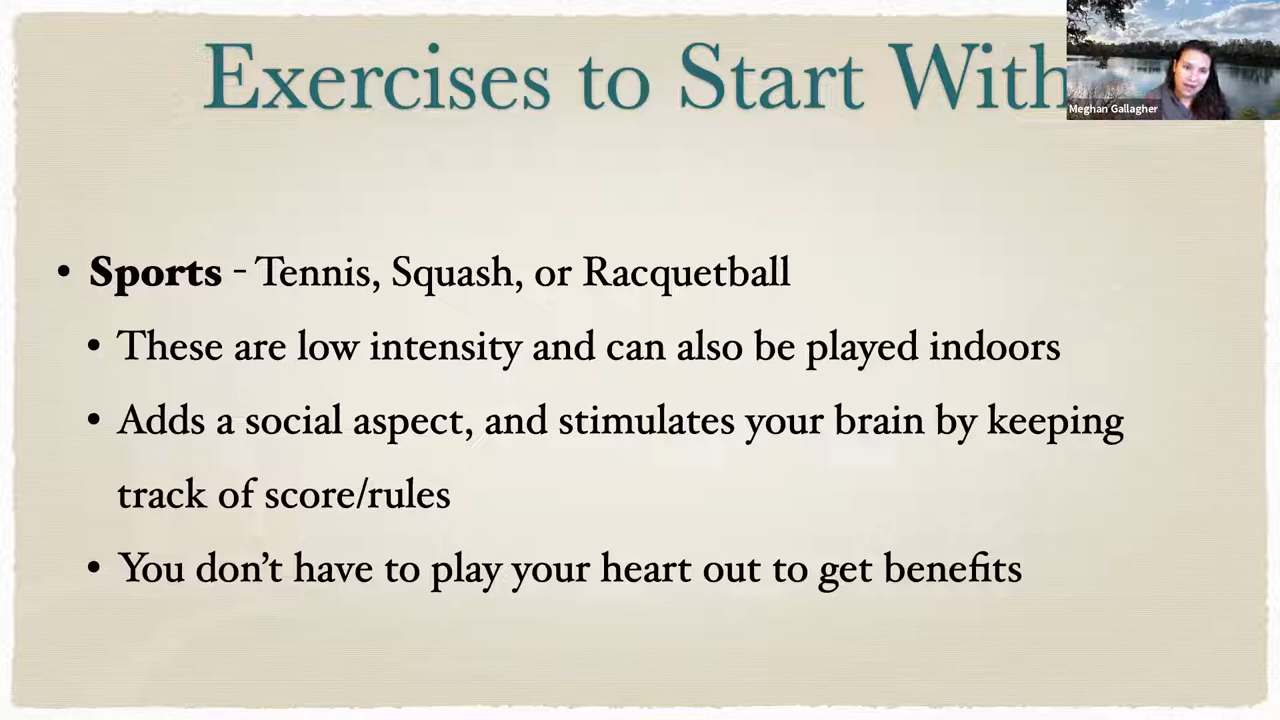 Exercises to Start With
Meghan Gallagher
• Sports - Tennis, Squash, or Racquetball
• These are low intensity and can also be played indoors
• Adds a social aspect, and stimulates your brain by keeping
track of score/rules
• You don’t have to play your heart out to get benefits